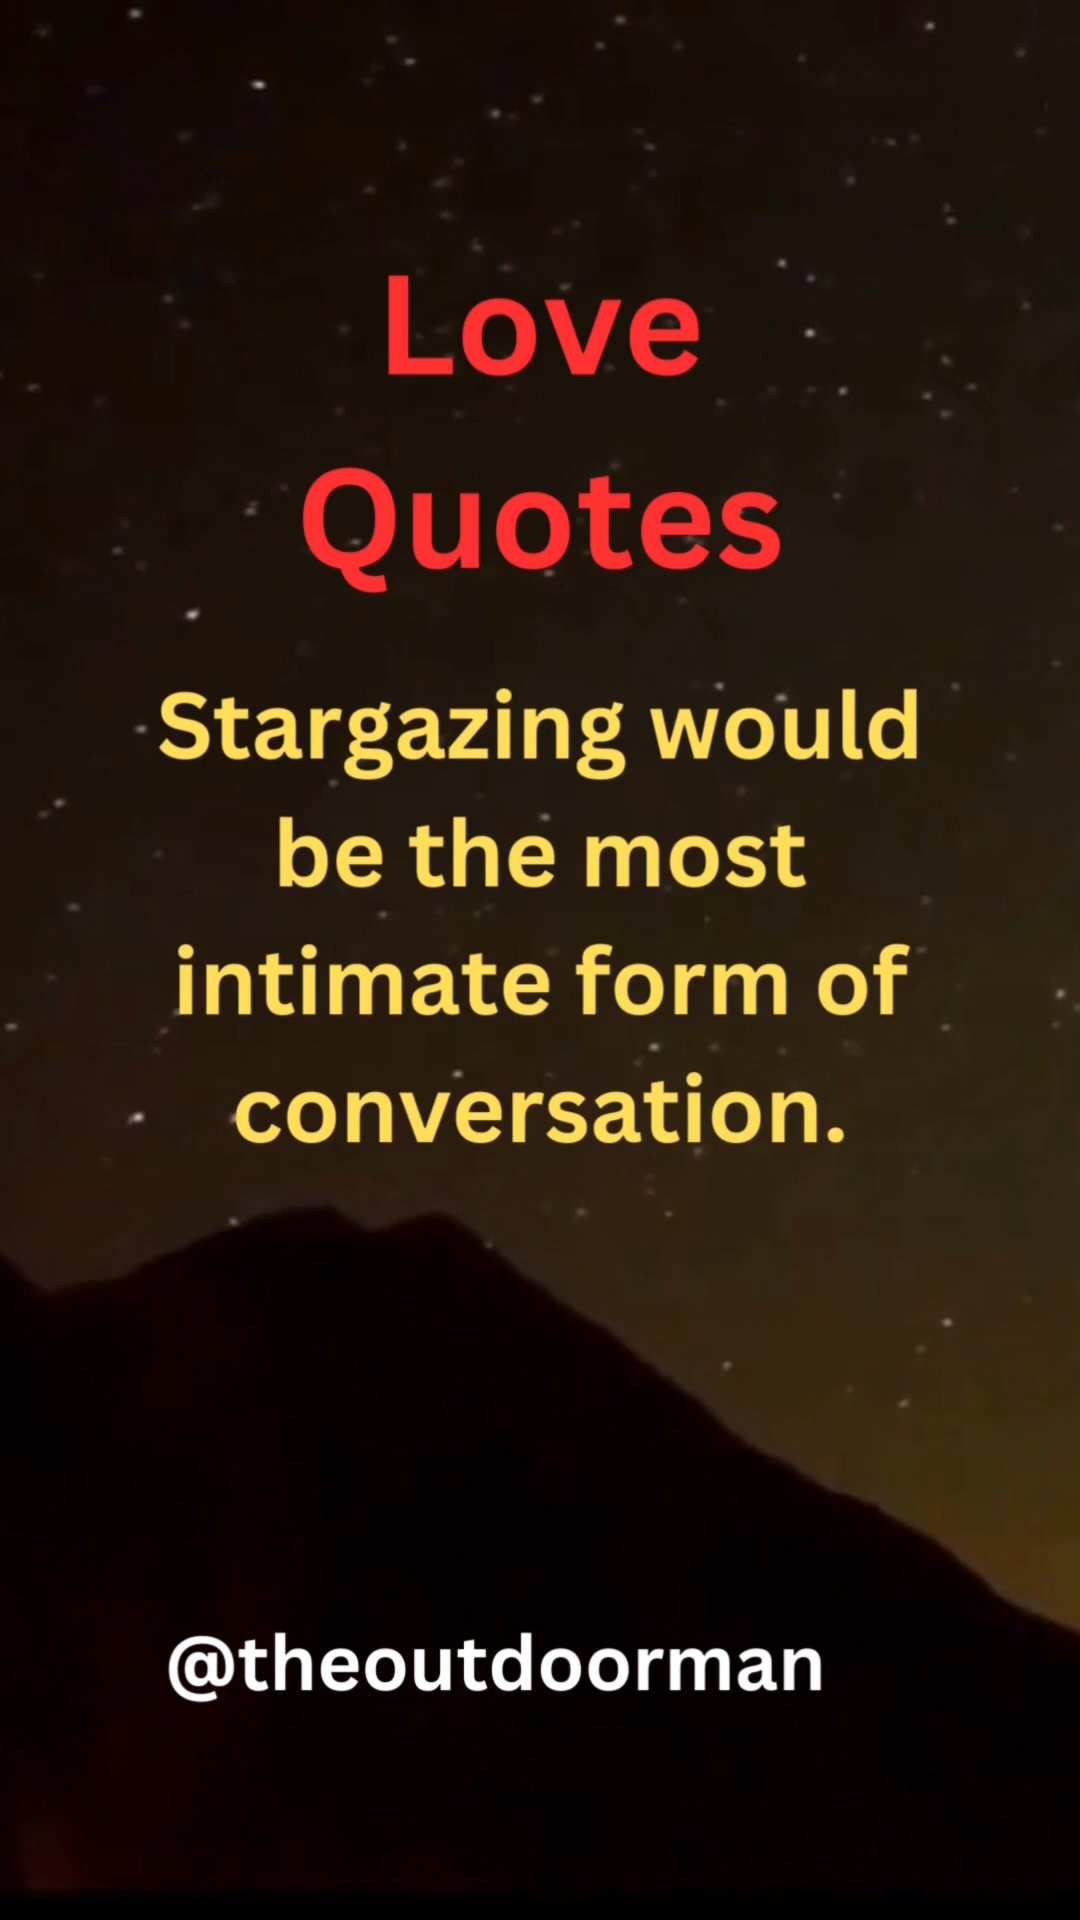 Love
Quotes
Stargazing would
be the most
intimate form of
conversation.
@theoutdoorman